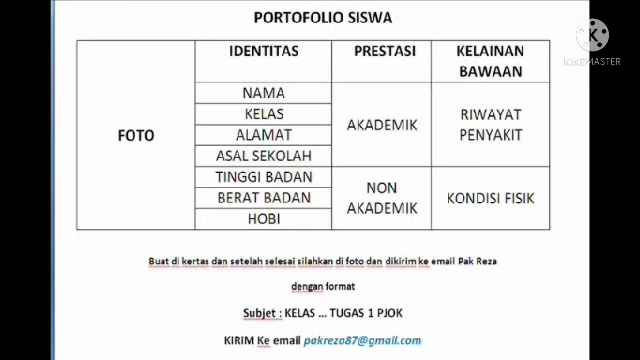 PORTOFOLIO SISWA
KINEMASTER
FOTO
IDENTITAS
PRESTASI
KELAINAN
BAWAAN
NAMA
KELAS
ALAMAT
ASAL SEKOLAH
AKADEMIK
RIWAYAT
PENYAKIT
TINGGI BADAN
BERAT BADAN
HOBI
NON
AKADEMIK
KONDISI FISIK
Buat di kertas dan setelah selesai silahkan di foto dan dikirim ke email Pak Reza
dengan format
Subjet : KELAS ... TUGAS 1 PJOK
KIRIM Ke email pakreza87@gmail.com